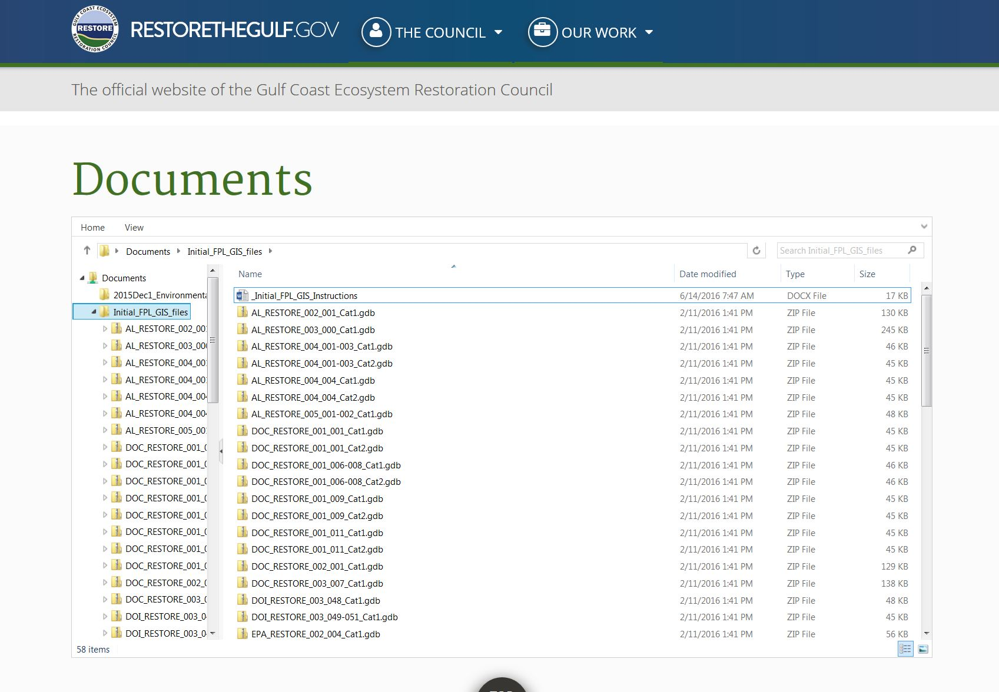 GULF COAST ECOSYSTEM
RESTORE
RESTORATION COUNCIL
RESTORETHEGULF.GOV THE COUNCIL OUR WORK
The official website of the Gulf Coast Ecosystem Restoration Council
Documents
Home View
Documents Initial_FPL_GIS_files Search Initial_FPL_GIS_files
Documents
2015Dec1_Environmenta
Initial_FPL_GIS_files
AL_RESTORE_002_00
AL_RESTORE_003_00
AL_RESTORE_004_00
AL_RESTORE_004_00
AL_RESTORE_004_00
AL_RESTORE_004_00
AL_RESTORE_005_00
DOC_RESTORE_001_0
DOC_RESTORE_001_0
DOC_RESTORE_001_0
DOC_RESTORE_001_0
DOC_RESTORE_001_0
DOC_RESTORE_001_0
DOC_RESTORE_001_0
DOC_RESTORE_001_0
DOC_RESTORE_002_0
DOC_RESTORE_003_0
DOI_RESTORE_003_0
DOI_RESTORE_003_0
Name Date modified Type Size
_Initial_FPL_GIS_Instructions 6/14/2016 7:47 AM DOCX File 17 KB
AL_RESTORE_002_001_Cat1.gdb 2/11/2016 1:41 PM ZIP File 130 KB
AL_RESTORE_003_000_Cat1.gdb 2/11/2016 1:41 PM ZIP File 245 KB
AL_RESTORE_004_001-003_Cat1.gdb 2/11/2016 1:41 PM ZIP File 46 KB
AL_RESTORE_004_001-003_Cat2.gdb 2/11/2016 1:41 PM ZIP File 45 KB
AL_RESTORE_004_004_Cat1.gdb 2/11/2016 1:41 PM ZIP File 45 KB
AL_RESTORE_004_004_Cat2.gdb 2/11/2016 1:41 PM ZIP File 45 KB
AL_RESTORE_005_001-002_Cat1.gdb 2/11/2016 1:41 PM ZIP File 48 KB
DOC_RESTORE_001_001_Cat1.gdb 2/11/2016 1:41 PM ZIP File 45 KB
DOC_RESTORE_001_001_Cat2.gdb 2/11/2016 1:41 PM ZIP File 45 KB
DOC_RESTORE_001_006-008_Cat1.gdb 2/11/2016 1:41 PM ZIP File 46 KB
DOC_RESTORE_001_006-008_Cat2.gdb 2/11/2016 1:41 PM ZIP File 46 KB
DOC_RESTORE_001_009_Cat1.gdb 2/11/2016 1:41 PM ZIP File 45 KB
DOC_RESTORE_001_009_Cat2.gdb 2/11/2016 1:41 PM ZIP File 45 KB
DOC_RESTORE_001_011_Cat1.gdb 2/11/2016 1:41 PM ZIP File 45 KB
DOC_RESTORE_001_011_Cat2.gdb 2/11/2016 1:41 PM ZIP File 45 KB
DOC_RESTORE_002_001_Cat1.gdb 2/11/2016 1:41 PM ZIP File 129 KB
DOC_RESTORE_003_007_Cat1.gdb 2/11/2016 1:41 PM ZIP File 138 KB
DOI_RESTORE_003_048_Cat1.gdb 2/11/2016 1:41 PM ZIP File 48 KB
DOI_RESTORE_003_049-051_Cat1.gdb 2/11/2016 1:41 PM ZIP File 45 KB
EPA_RESTORE_002_004_Cat1.gdb 2/11/2016 1:41 PM ZIP File 56 KB
58 items